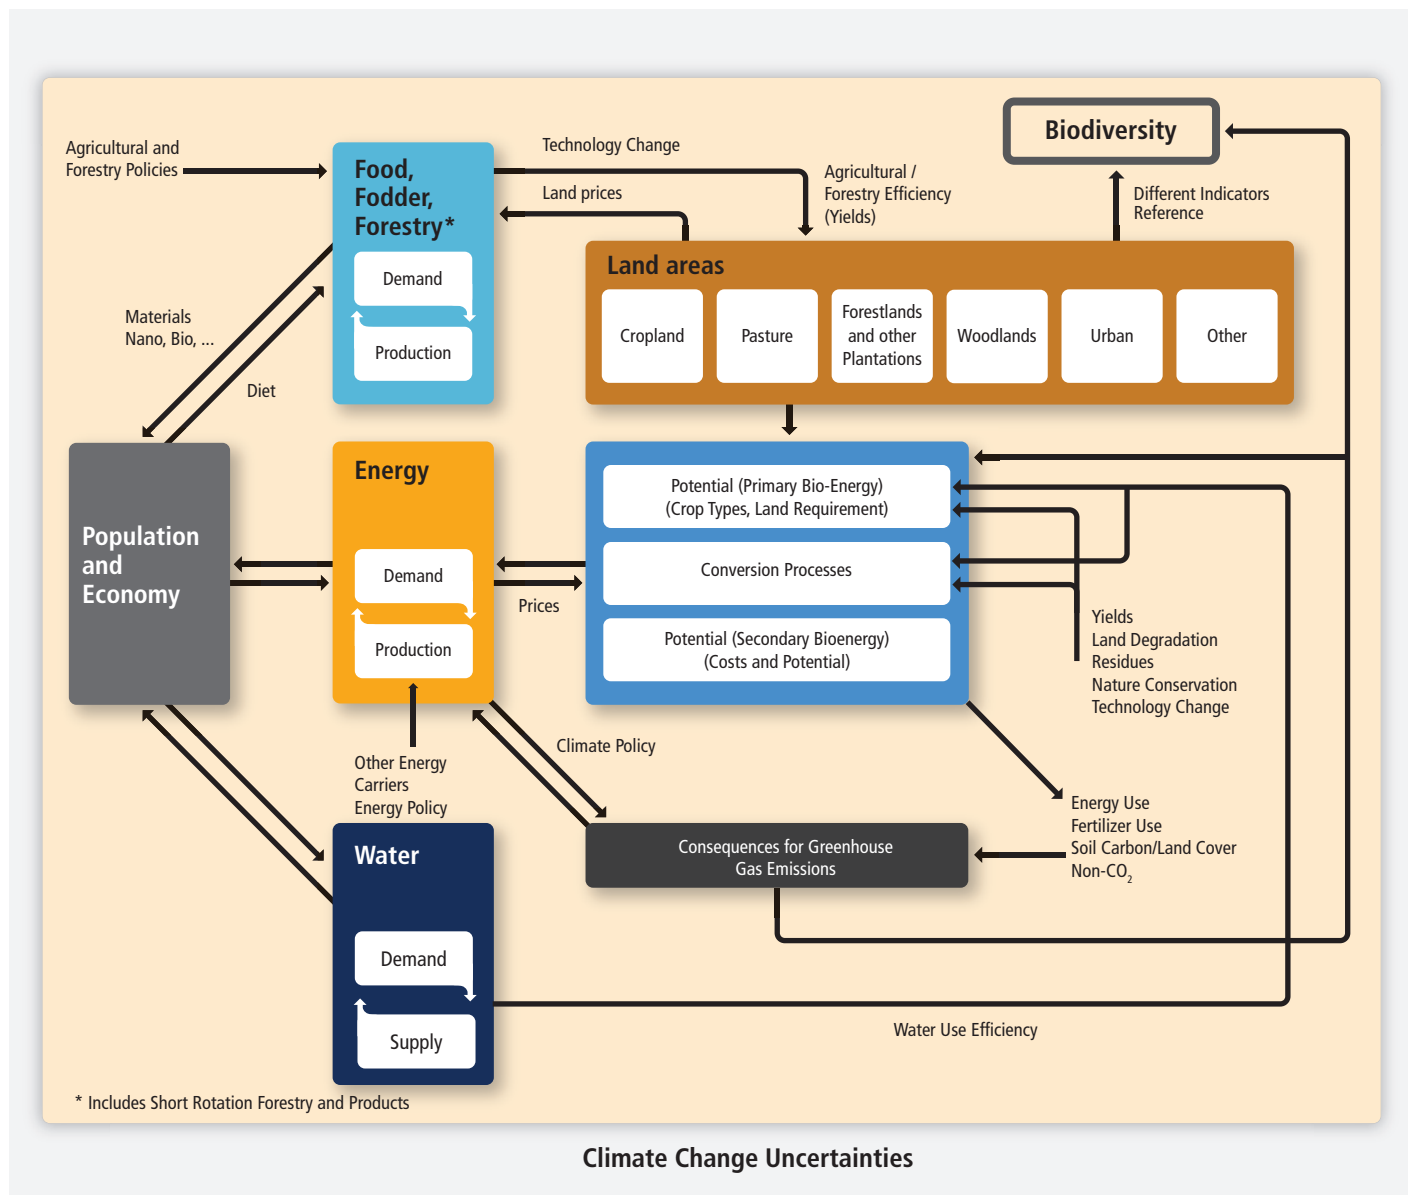 Agricultural and
Forestry Policies
Food,
Fodder,
Forestry*
Demand
Production
Technology Change
Land prices
Agricultural /
Forestry Efficiency
(Yields)
Biodiversity
Different Indicators
Reference
Land areas
Cropland
Pasture
Forestlands
and other
Plantations
Woodlands
Urban
Other
Materials
Nano, Bio, ...
Diet
Population
and
Economy
Energy
Demand
Production
Prices
Potential (Primary Bio-Energy)
(Crop Types, Land Requirement)
Conversion Processes
Potential (Secondary Bioenergy)
(Costs and Potential)
Yields
Land Degradation
Residues
Nature Conservation
Technology Change
Other Energy
Carriers
Energy Policy
Climate Policy
Consequences for Greenhouse
Gas Emissions
Energy Use
Fertilizer Use
Soil Carbon/Land Cover
Non-CO₂
Water
Demand
Supply
Water Use Efficiency
* Includes Short Rotation Forestry and Products
Climate Change Uncertainties